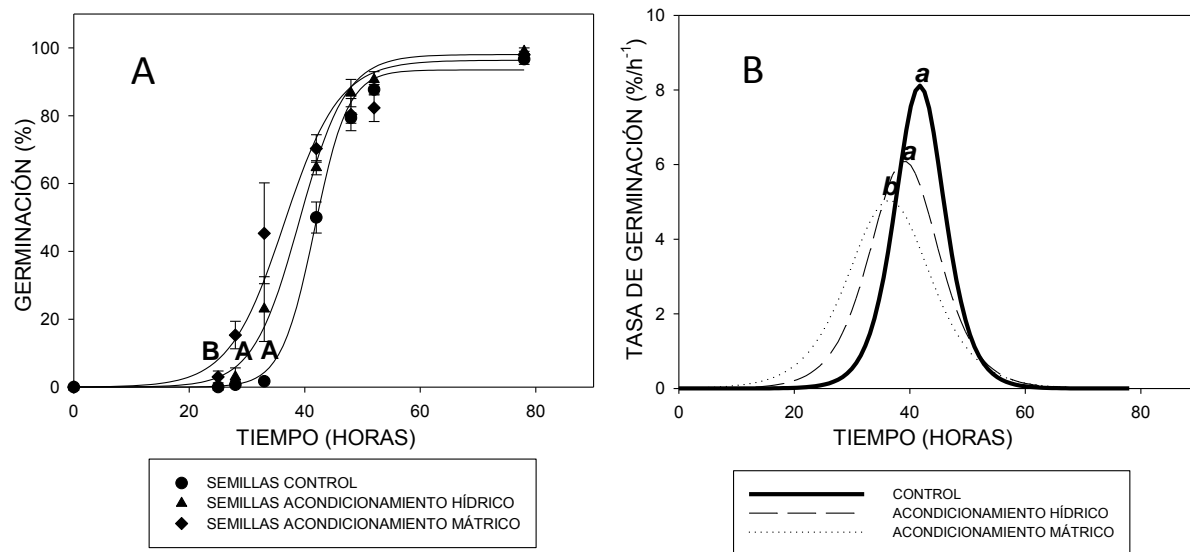 A
GERMINACIÓN (%)
100
80
60
40
20
0
B A A
0 20 40 60 80
TIEMPO (HORAS)
SEMILLAS CONTROL
SEMILLAS ACONDICIONAMIENTO HÍDRICO
SEMILLAS ACONDICIONAMIENTO MÁTRICO
B
TASA DE GERMINACIÓN (%/h⁻¹)
10
8
6
4
2
0
a
a
b
0 20 40 60 80
TIEMPO (HORAS)
CONTROL
ACONDICIONAMIENTO HÍDRICO
ACONDICIONAMIENTO MÁTRICO